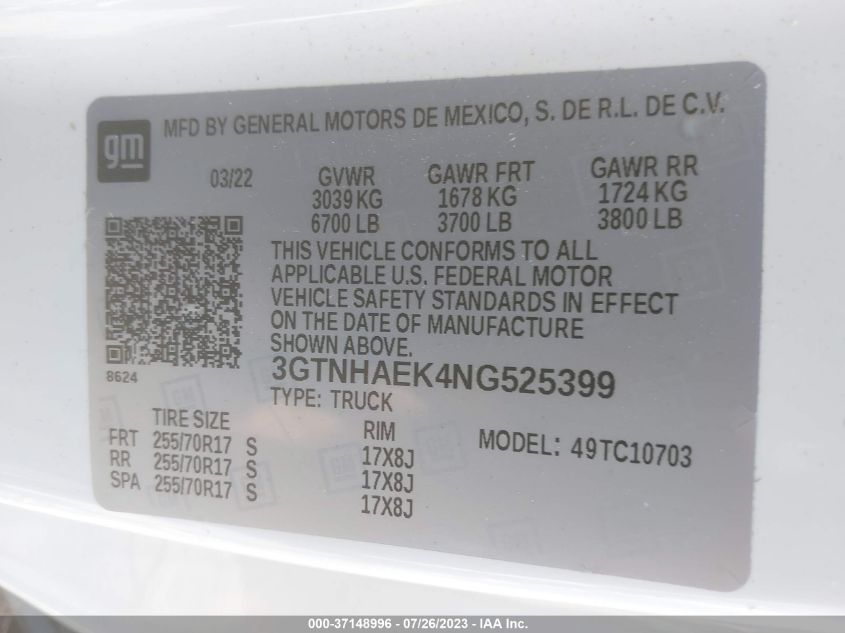 gm
MFD BY GENERAL MOTORS DE MEXICO, S. DE R.L. DE C.V.
03/22
GVWR GAWR FRT GAWR RR
3039 KG 1678 KG 1724 KG
6700 LB 3700 LB 3800 LB
THIS VEHICLE CONFORMS TO ALL
APPLICABLE U.S. FEDERAL MOTOR
VEHICLE SAFETY STANDARDS IN EFFECT
ON THE DATE OF MANUFACTURE
SHOWN ABOVE.
8624
3GTNHAEK4NG525399
TYPE: TRUCK
TIRE SIZE RIM MODEL: 49TC10703
FRT 255/70R17 S 17X8J
RR 255/70R17 S 17X8J
SPA 255/70R17 S 17X8J
000-37148996 - 07/26/2023 - IAA Inc.